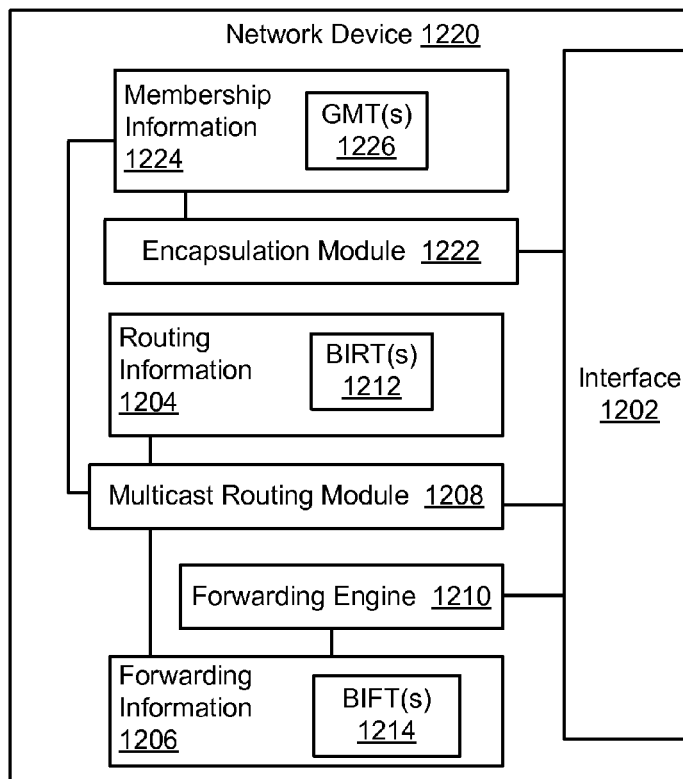 Network Device 1220
Membership
Information
1224
GMT(s)
1226
Encapsulation Module 1222
Routing
Information
1204
BIRT(s)
1212
Interface
1202
Multicast Routing Module 1208
Forwarding Engine 1210
Forwarding
Information
1206
BIFT(s)
1214